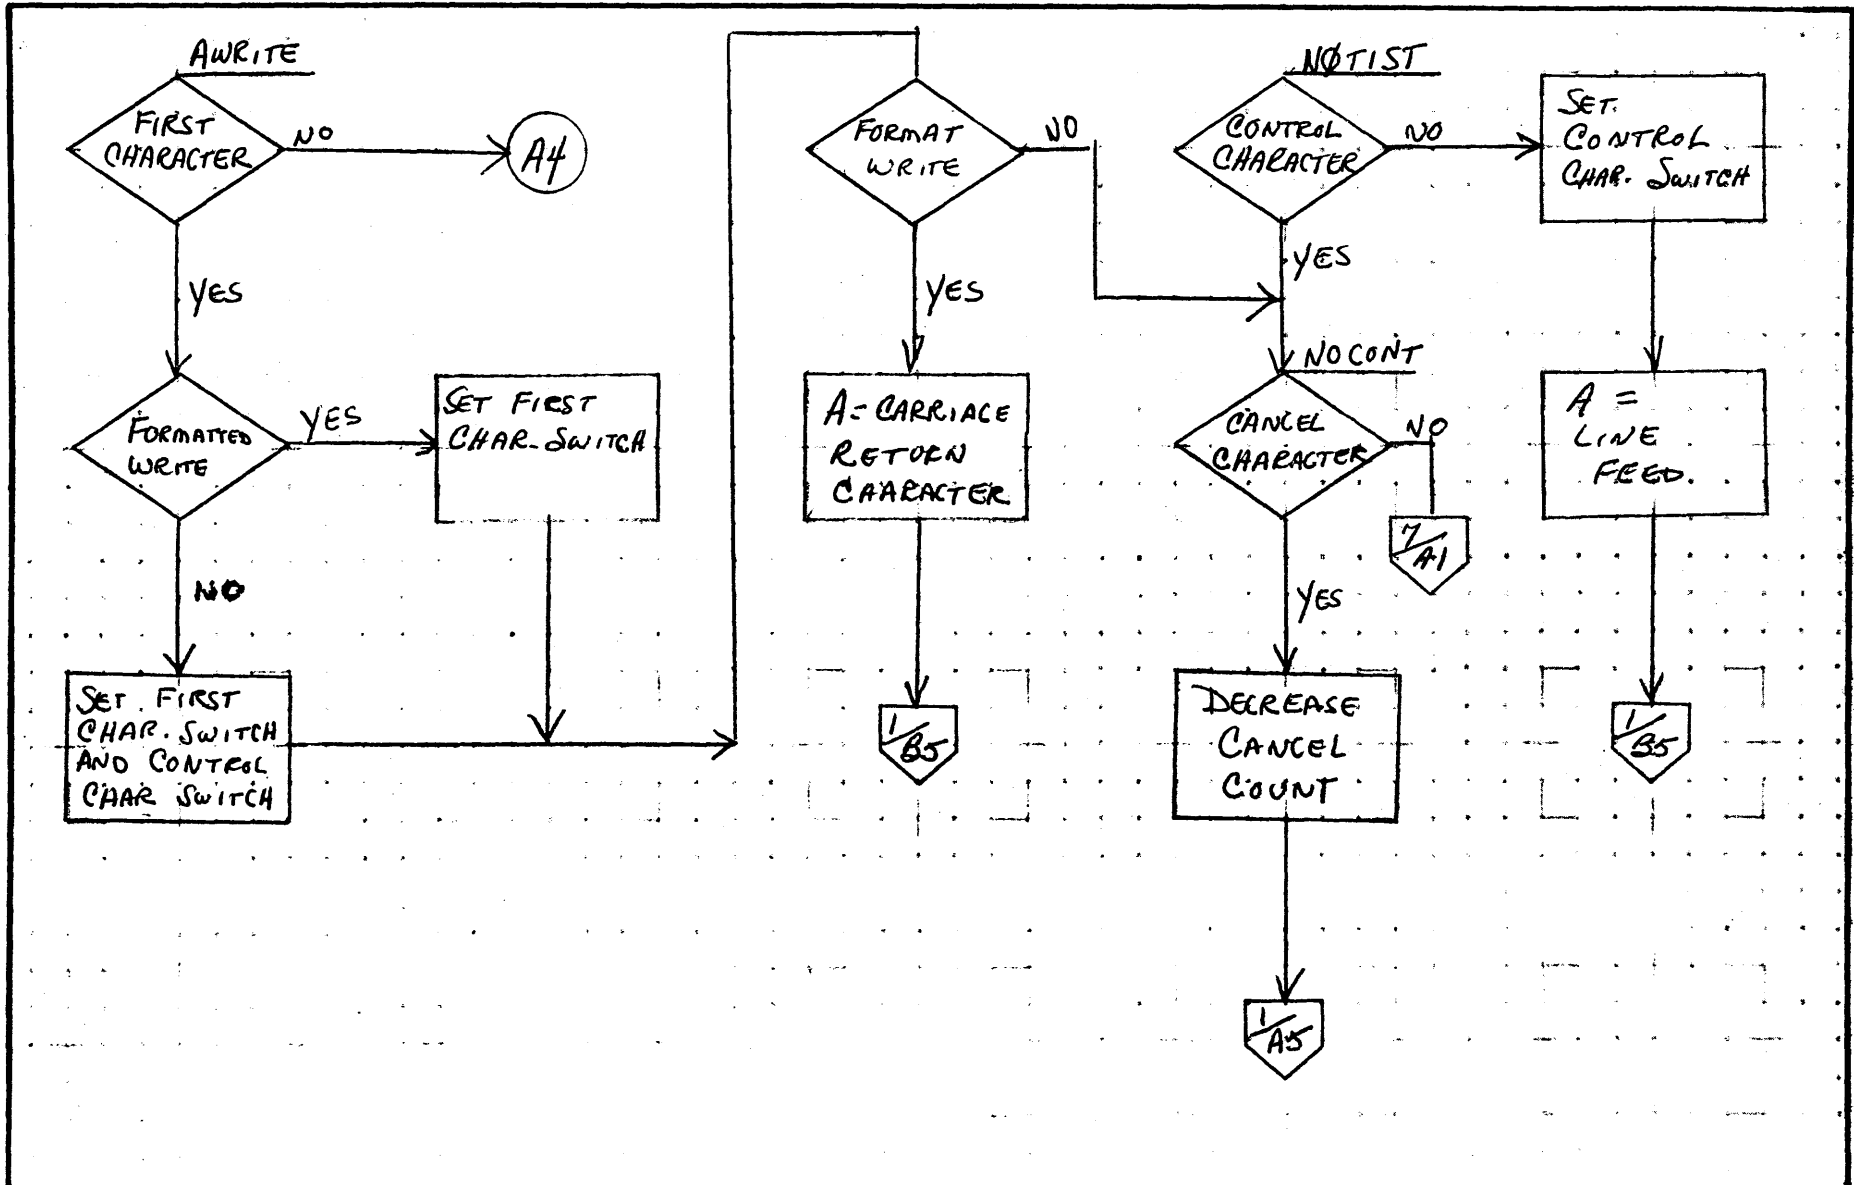 AWRITE
FIRST
CHARACTER
NO
A4
YES
FORMATTED
WRITE
YES
SET FIRST
CHAR. SWITCH
NO
SET. FIRST
CHAR. SWITCH
AND CONTROL
CHAR SWITCH
FORMAT
WRITE
NO
YES
A = CARRIAGE
RETURN
CAARACTER
1/B5
NØTIST
CONTROL
CHARACTER
NO
SET.
CONTROL
CHAR. SWITCH
YES
NOCONT
CANCEL
CHARACTER
NO
7/A1
A =
LINE
FEED.
YES
DECREASE
CANCEL
COUNT
1/B5
1/A5